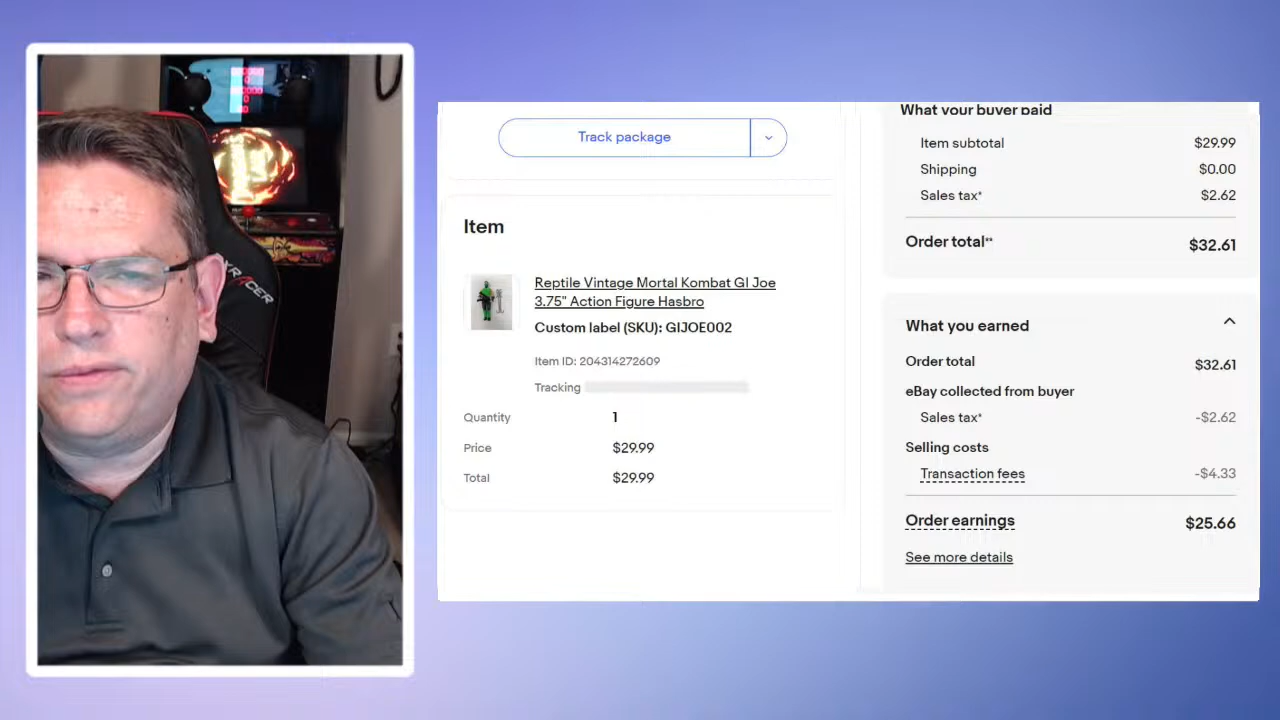 XRACER
Track package
Item
Reptile Vintage Mortal Kombat GI Joe
3.75" Action Figure Hasbro
Custom label (SKU): GIJOE002
Item ID: 204314272609
Tracking
Quantity 1
Price $29.99
Total $29.99
What your buyer paid
Item subtotal $29.99
Shipping $0.00
Sales tax* $2.62
Order total** $32.61
What you earned
Order total $32.61
eBay collected from buyer
Sales tax* -$2.62
Selling costs
Transaction fees -$4.33
Order earnings $25.66
See more details